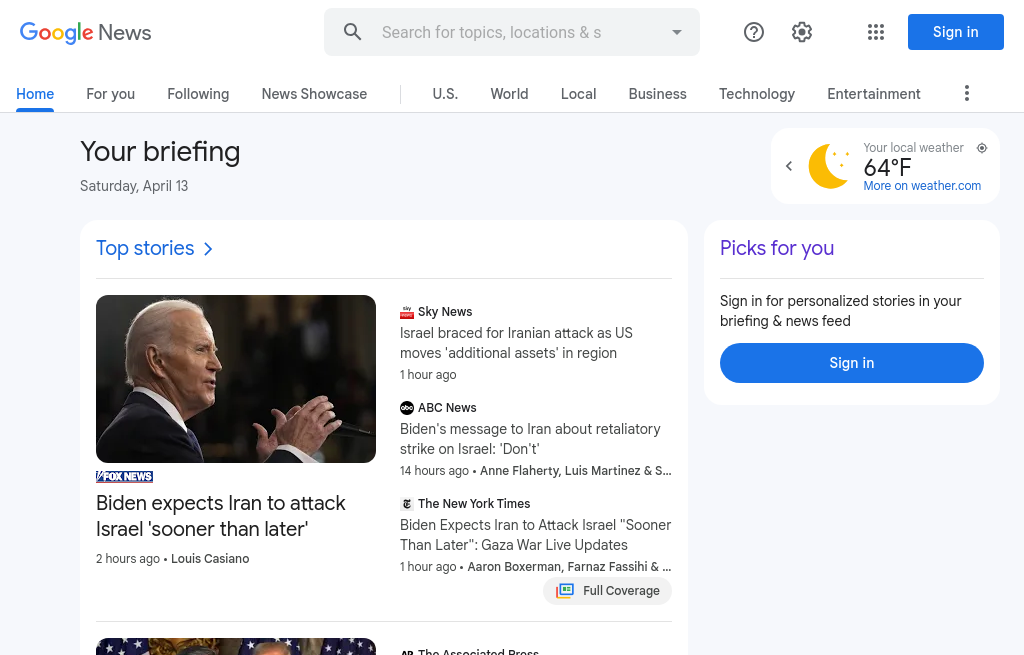 Google News
Search for topics, locations & s
Sign in
Home
For you
Following
News Showcase
U.S.
World
Local
Business
Technology
Entertainment
Your briefing
Saturday, April 13
Your local weather
64°F
More on weather.com
Top stories
FOX NEWS
Biden expects Iran to attack
Israel 'sooner than later'
2 hours ago • Louis Casiano
sky
Sky News
Israel braced for Iranian attack as US
moves 'additional assets' in region
1 hour ago
abc
ABC News
Biden's message to Iran about retaliatory
strike on Israel: 'Don't'
14 hours ago • Anne Flaherty, Luis Martinez & S...
The New York Times
Biden Expects Iran to Attack Israel "Sooner
Than Later": Gaza War Live Updates
1 hour ago • Aaron Boxerman, Farnaz Fassihi & ...
Full Coverage
AP
The Associated Press
Picks for you
Sign in for personalized stories in your
briefing & news feed
Sign in